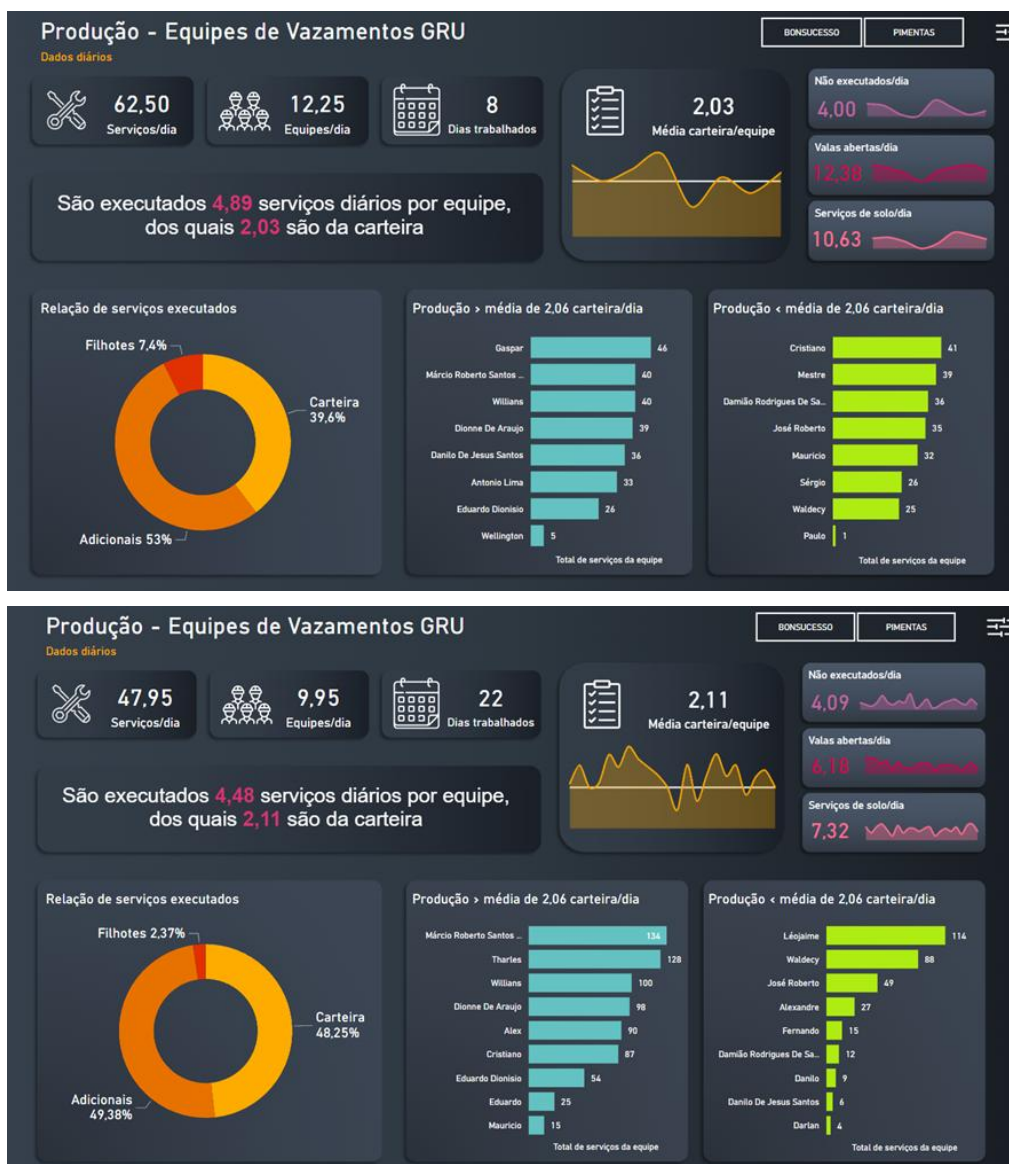 Produção - Equipes de Vazamentos GRU
BONSUCESSO
PIMENTAS
Dados diários
62,50
Serviços/dia
12,25
Equipes/dia
8
Dias trabalhados
2,03
Média carteira/equipe
Não executados/dia
4,00
Valas abertas/dia
12,38
Serviços de solo/dia
10,63
São executados 4,89 serviços diários por equipe,
dos quais 2,03 são da carteira
Relação de serviços executados
Filhotes 7,4%
Carteira
39,6%
Adicionais 53%
Produção > média de 2,06 carteira/dia
Gaspar 46
Márcio Roberto Santos ... 40
Willians 40
Dionne De Araujo 39
Danilo De Jesus Santos 36
Antonio Lima 33
Eduardo Dionisio 26
Wellington 5
Total de serviços da equipe
Produção < média de 2,06 carteira/dia
Cristiano 41
Mestre 39
Damião Rodrigues De Sa... 36
José Roberto 35
Mauricio 32
Sérgio 26
Waldecy 25
Paulo 1
Total de serviços da equipe
Produção - Equipes de Vazamentos GRU
BONSUCESSO
PIMENTAS
Dados diários
47,95
Serviços/dia
9,95
Equipes/dia
22
Dias trabalhados
2,11
Média carteira/equipe
Não executados/dia
4,09
Valas abertas/dia
6,18
Serviços de solo/dia
7,32
São executados 4,48 serviços diários por equipe,
dos quais 2,11 são da carteira
Relação de serviços executados
Filhotes 2,37%
Carteira
48,25%
Adicionais
49,38%
Produção > média de 2,06 carteira/dia
Márcio Roberto Santos ... 134
Tharles 128
Willians 100
Dionne De Araujo 98
Alex 90
Cristiano 87
Eduardo Dionisio 54
Eduardo 25
Mauricio 15
Total de serviços da equipe
Produção < média de 2,06 carteira/dia
Léojaime 114
Waldecy 88
José Roberto 49
Alexandre 27
Fernando 15
Damião Rodrigues De Sa... 12
Danilo 9
Danilo De Jesus Santos 6
Darlan 4
Total de serviços da equipe